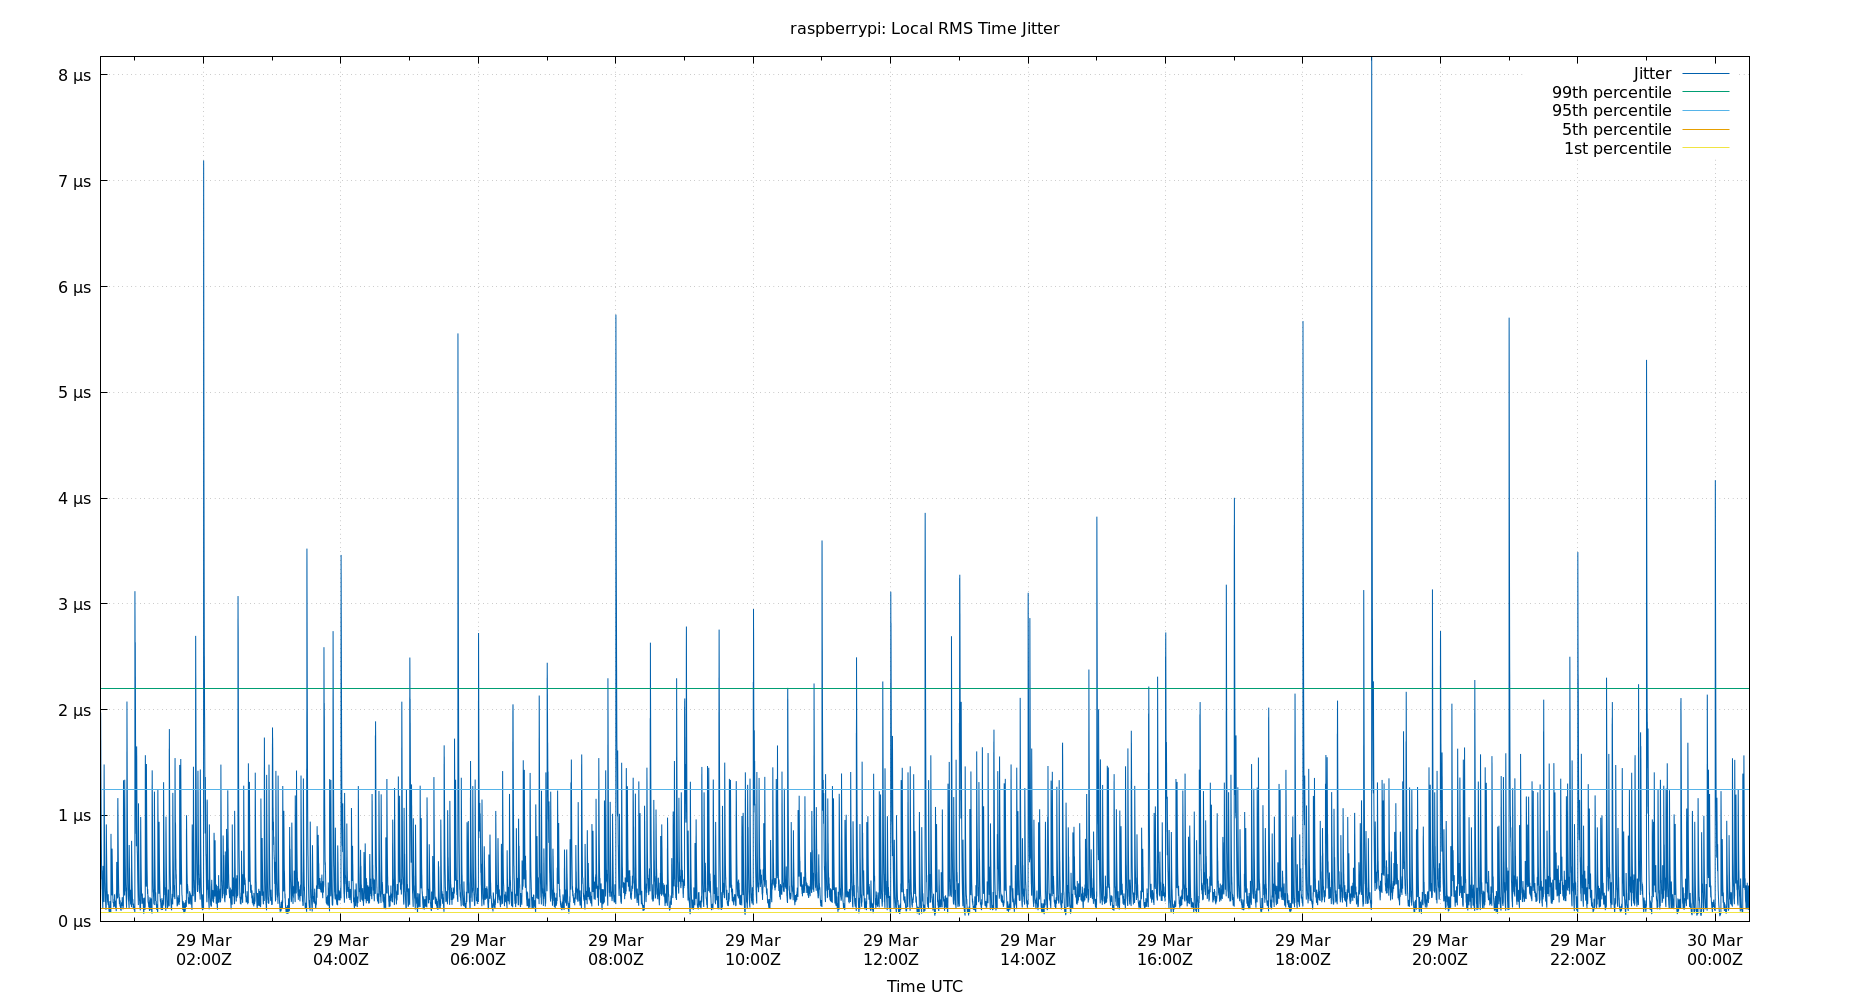 raspberrypi: Local RMS Time Jitter
8 µs
7 µs
6 µs
5 µs
4 µs
3 µs
2 µs
1 µs
0 µs
Jitter
99th percentile
95th percentile
5th percentile
1st percentile
29 Mar 29 Mar 29 Mar 29 Mar 29 Mar 29 Mar 29 Mar 29 Mar 29 Mar 29 Mar 29 Mar 30 Mar
02:00Z 04:00Z 06:00Z 08:00Z 10:00Z 12:00Z 14:00Z 16:00Z 18:00Z 20:00Z 22:00Z 00:00Z
Time UTC